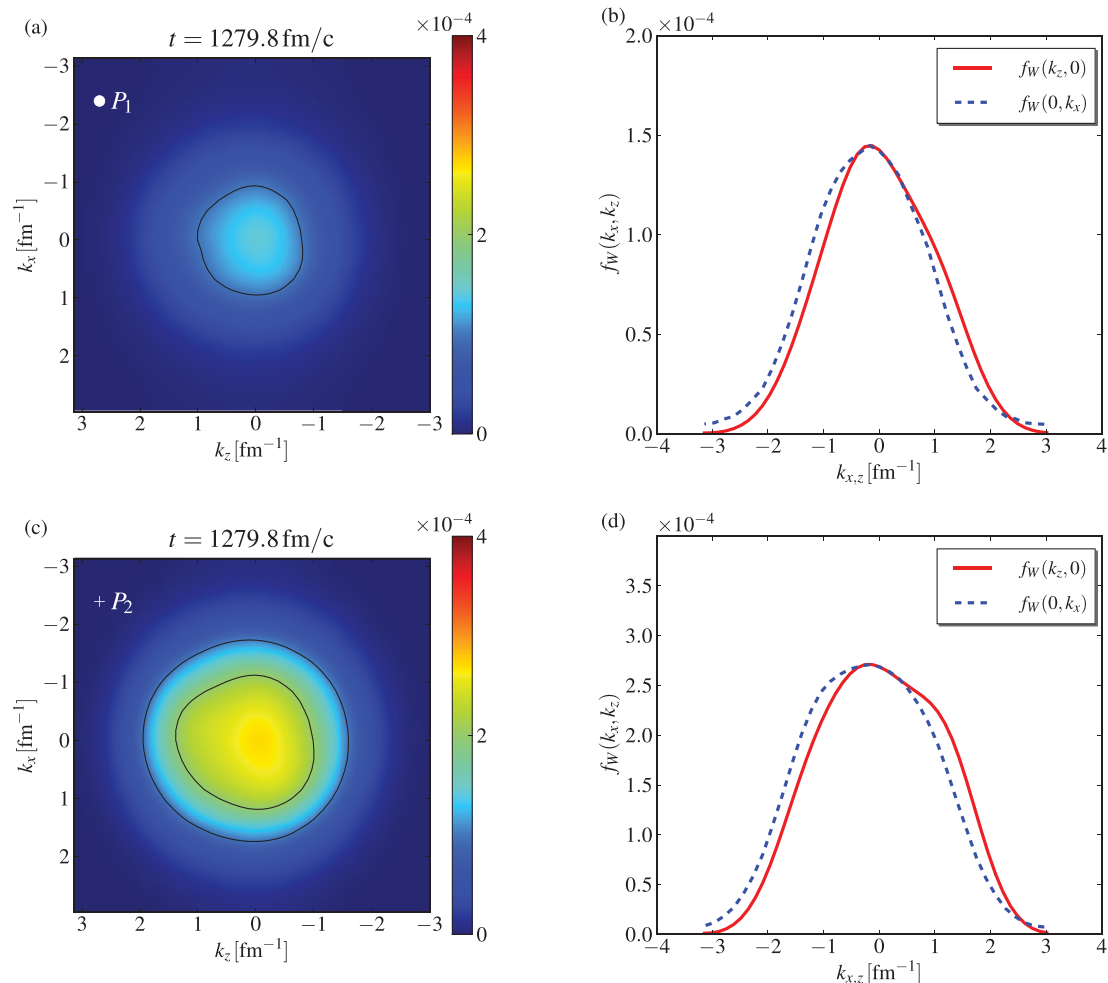 (a)
t = 1279.8 fm/c
×10⁻⁴
P₁
−3
−2
−1
0
1
2
k_x [fm⁻¹]
3 2 1 0 −1 −2 −3
k_z [fm⁻¹]
4
2
0
(b)
×10⁻⁴
f_W(k_z, 0)
f_W(0, k_x)
2.0
1.5
1.0
0.5
0.0
f_W(k_x, k_z)
−4 −3 −2 −1 0 1 2 3 4
k_{x,z} [fm⁻¹]
(c)
t = 1279.8 fm/c
×10⁻⁴
+ P₂
−3
−2
−1
0
1
2
k_x [fm⁻¹]
3 2 1 0 −1 −2 −3
k_z [fm⁻¹]
4
2
0
(d)
×10⁻⁴
f_W(k_z, 0)
f_W(0, k_x)
3.5
3.0
2.5
2.0
1.5
1.0
0.5
0.0
f_W(k_x, k_z)
−4 −3 −2 −1 0 1 2 3 4
k_{x,z} [fm⁻¹]